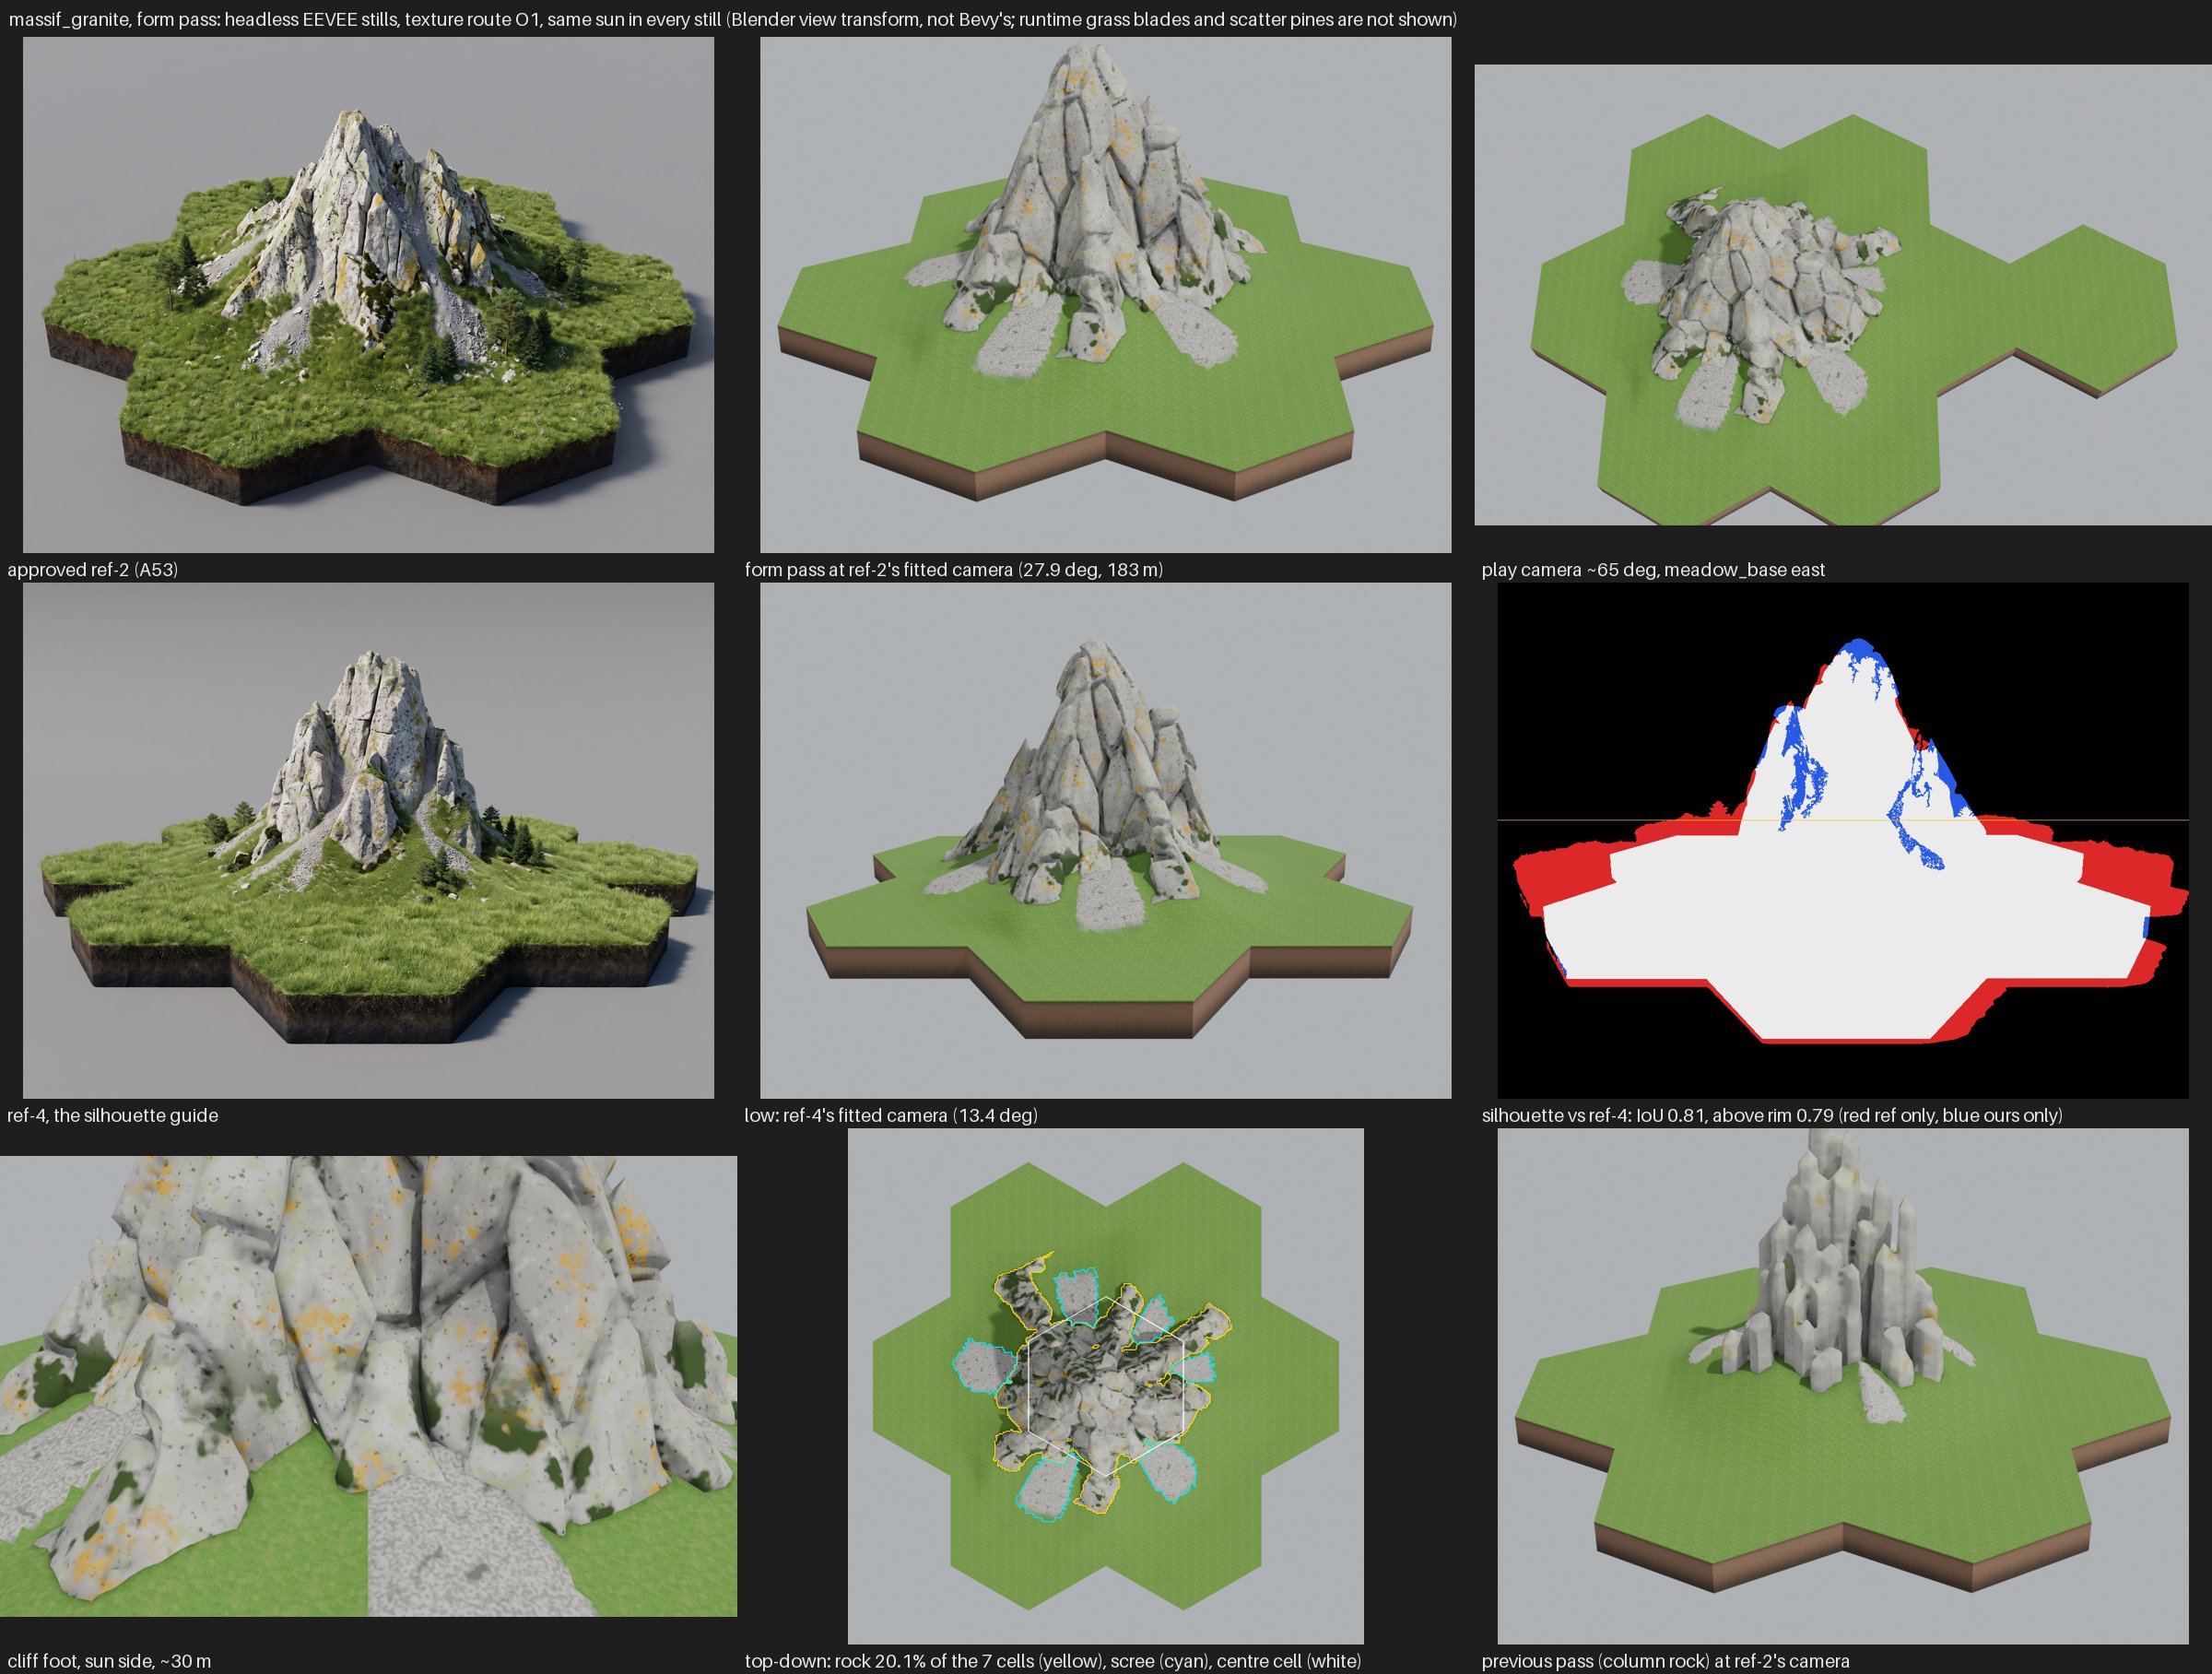 massif_granite, form pass: headless EEVEE stills, texture route O1, same sun in every still (Blender view transform, not Bevy's; runtime grass blades and scatter pines are not shown)
approved ref-2 (A53)
form pass at ref-2's fitted camera (27.9 deg, 183 m)
play camera ~65 deg, meadow_base east
ref-4, the silhouette guide
low: ref-4's fitted camera (13.4 deg)
silhouette vs ref-4: IoU 0.81, above rim 0.79 (red ref only, blue ours only)
cliff foot, sun side, ~30 m
top-down: rock 20.1% of the 7 cells (yellow), scree (cyan), centre cell (white)
previous pass (column rock) at ref-2's camera